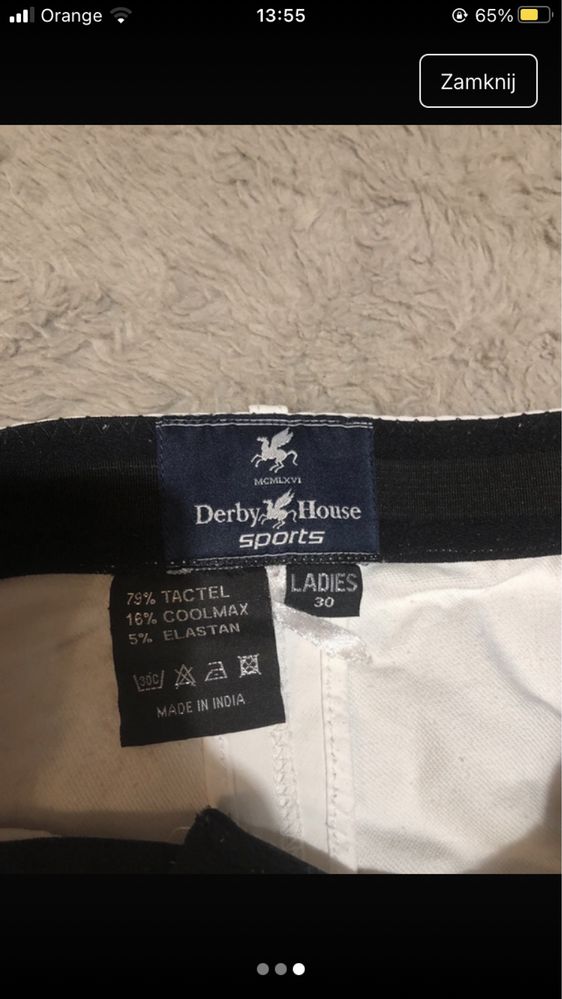 Orange
13:55
65%
Zamknij
MCMLXVI
Derby House
sports
79% TACTEL
16% COOLMAX
5% ELASTAN
30C
MADE IN INDIA
LADIES
30